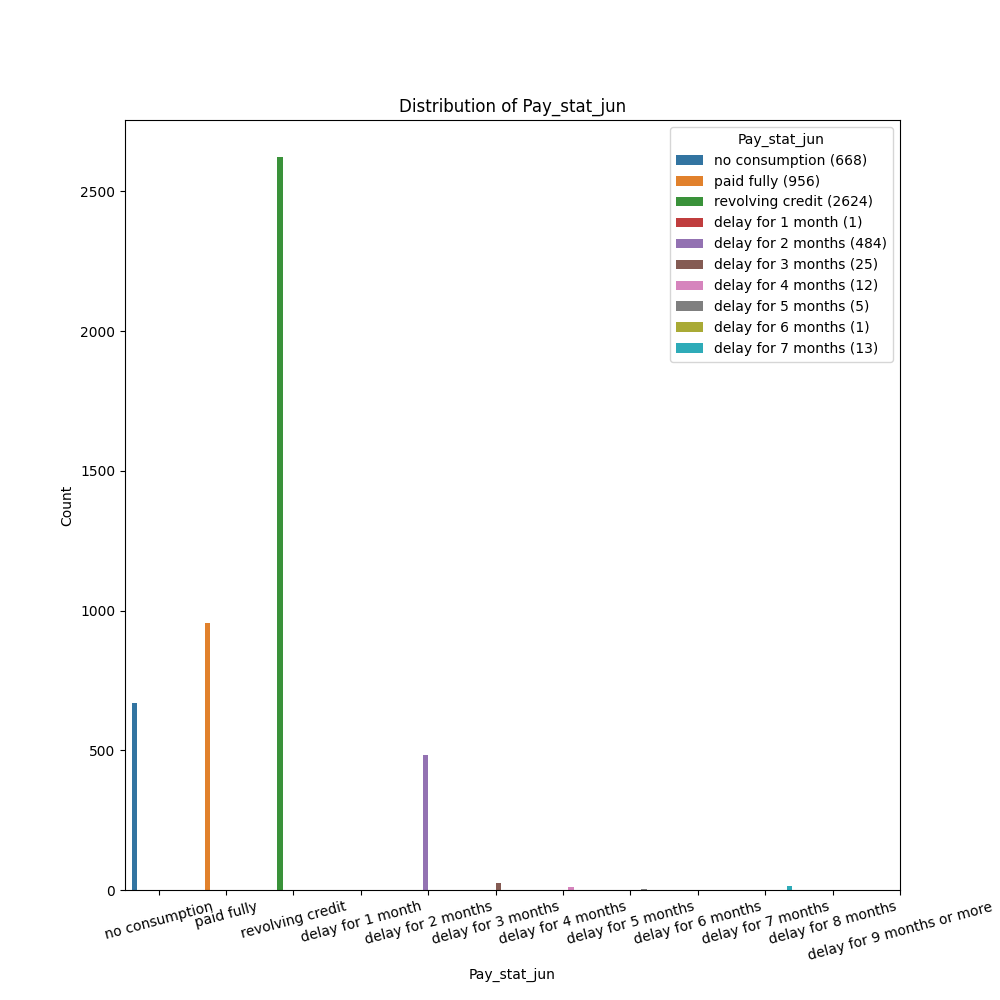 Distribution of Pay_stat_jun
Pay_stat_jun
no consumption (668)
paid fully (956)
revolving credit (2624)
delay for 1 month (1)
delay for 2 months (484)
delay for 3 months (25)
delay for 4 months (12)
delay for 5 months (5)
delay for 6 months (1)
delay for 7 months (13)
2500
2000
1500
1000
500
0
Count
no consumption
paid fully
revolving credit
delay for 1 month
delay for 2 months
delay for 3 months
delay for 4 months
delay for 5 months
delay for 6 months
delay for 7 months
delay for 8 months
delay for 9 months or more
Pay_stat_jun